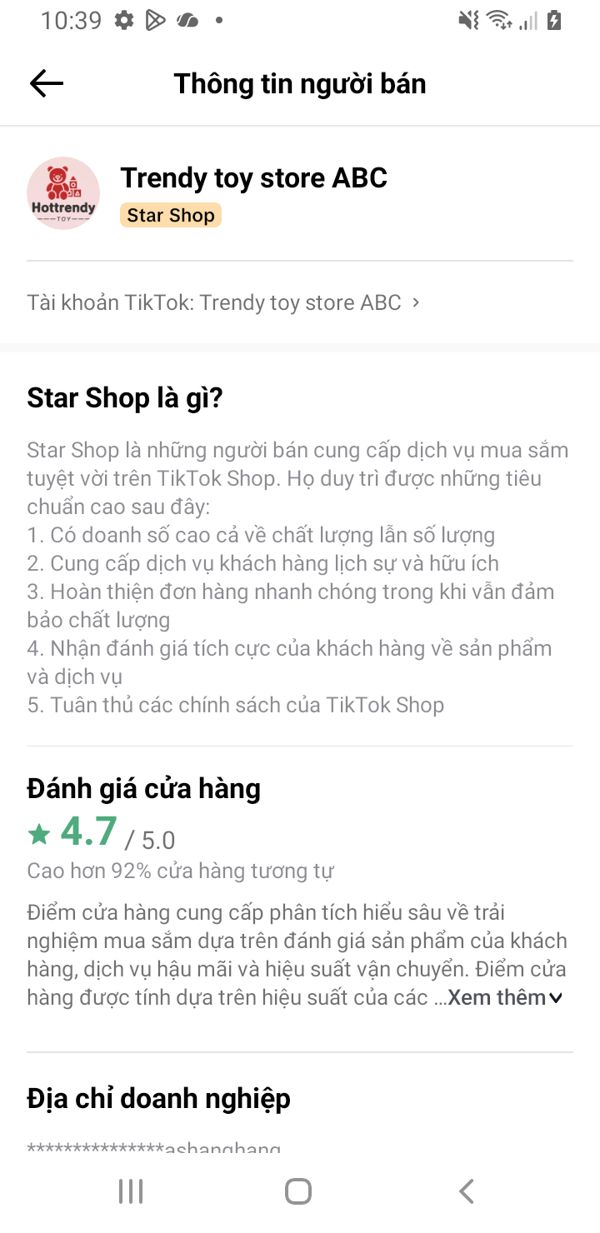 10:39
Thông tin người bán
Hottrendy
TOY
Trendy toy store ABC
Star Shop
Tài khoản TikTok: Trendy toy store ABC >
Star Shop là gì?
Star Shop là những người bán cung cấp dịch vụ mua sắm
tuyệt vời trên TikTok Shop. Họ duy trì được những tiêu
chuẩn cao sau đây:
1. Có doanh số cao cả về chất lượng lẫn số lượng
2. Cung cấp dịch vụ khách hàng lịch sự và hữu ích
3. Hoàn thiện đơn hàng nhanh chóng trong khi vẫn đảm
bảo chất lượng
4. Nhận đánh giá tích cực của khách hàng về sản phẩm
và dịch vụ
5. Tuân thủ các chính sách của TikTok Shop
Đánh giá cửa hàng
4.7 / 5.0
Cao hơn 92% cửa hàng tương tự
Điểm cửa hàng cung cấp phân tích hiểu sâu về trải
nghiệm mua sắm dựa trên đánh giá sản phẩm của khách
hàng, dịch vụ hậu mãi và hiệu suất vận chuyển. Điểm cửa
hàng được tính dựa trên hiệu suất của các ...Xem thêm
Địa chỉ doanh nghiệp
***************ashanghang